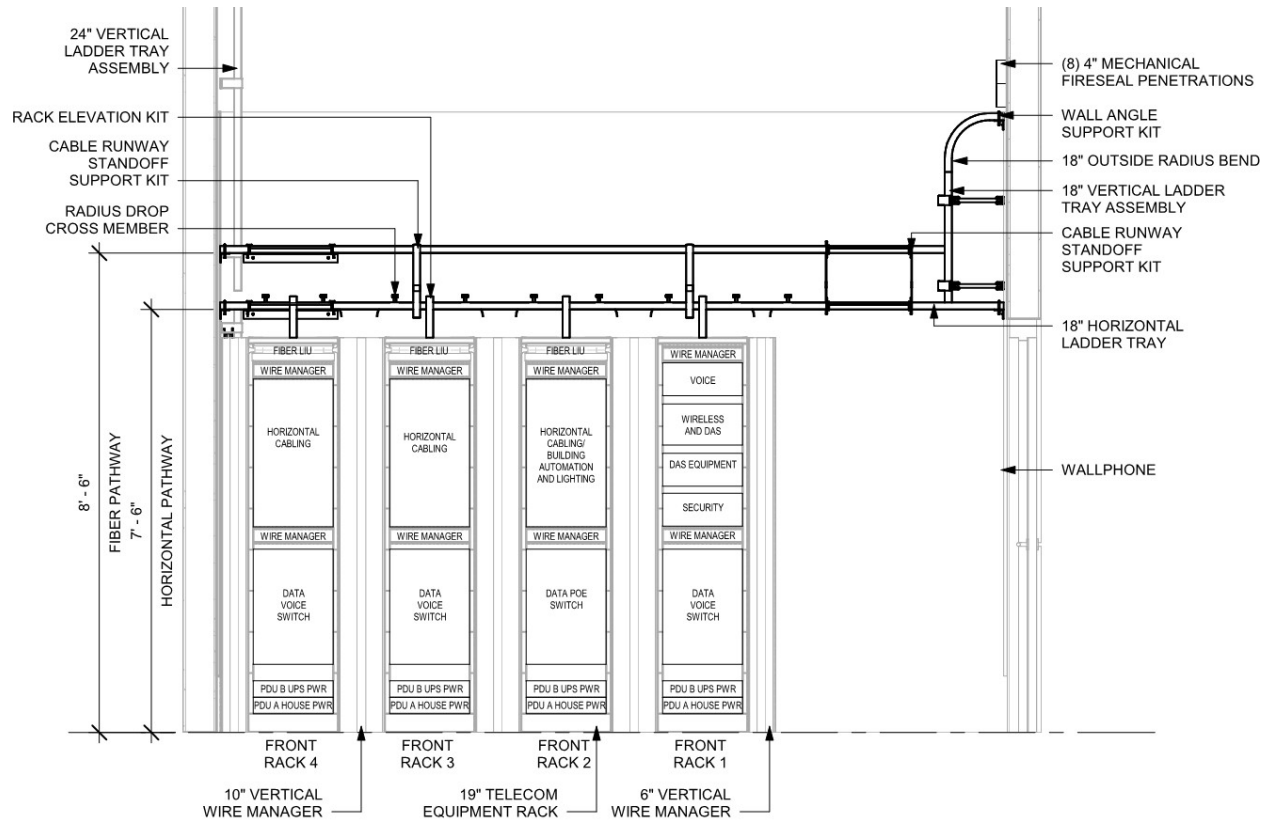 24" VERTICAL
LADDER TRAY
ASSEMBLY
RACK ELEVATION KIT
CABLE RUNWAY
STANDOFF
SUPPORT KIT
RADIUS DROP
CROSS MEMBER
(8) 4" MECHANICAL
FIRESEAL PENETRATIONS
WALL ANGLE
SUPPORT KIT
18" OUTSIDE RADIUS BEND
18" VERTICAL LADDER
TRAY ASSEMBLY
CABLE RUNWAY
STANDOFF
SUPPORT KIT
18" HORIZONTAL
LADDER TRAY
WALLPHONE
8' - 6"
FIBER PATHWAY
7' - 6"
HORIZONTAL PATHWAY
FIBER LIU
WIRE MANAGER
HORIZONTAL
CABLING
WIRE MANAGER
DATA
VOICE
SWITCH
PDU B UPS PWR
PDU A HOUSE PWR
FRONT
RACK 4
FIBER LIU
WIRE MANAGER
HORIZONTAL
CABLING
WIRE MANAGER
DATA
VOICE
SWITCH
PDU B UPS PWR
PDU A HOUSE PWR
FRONT
RACK 3
FIBER LIU
WIRE MANAGER
HORIZONTAL
CABLING/
BUILDING
AUTOMATION
AND LIGHTING
WIRE MANAGER
DATA POE
SWITCH
PDU B UPS PWR
PDU A HOUSE PWR
FRONT
RACK 2
WIRE MANAGER
VOICE
WIRELESS
AND DAS
DAS EQUIPMENT
SECURITY
WIRE MANAGER
DATA
VOICE
SWITCH
PDU B UPS PWR
PDU A HOUSE PWR
FRONT
RACK 1
10" VERTICAL
WIRE MANAGER
19" TELECOM
EQUIPMENT RACK
6" VERTICAL
WIRE MANAGER